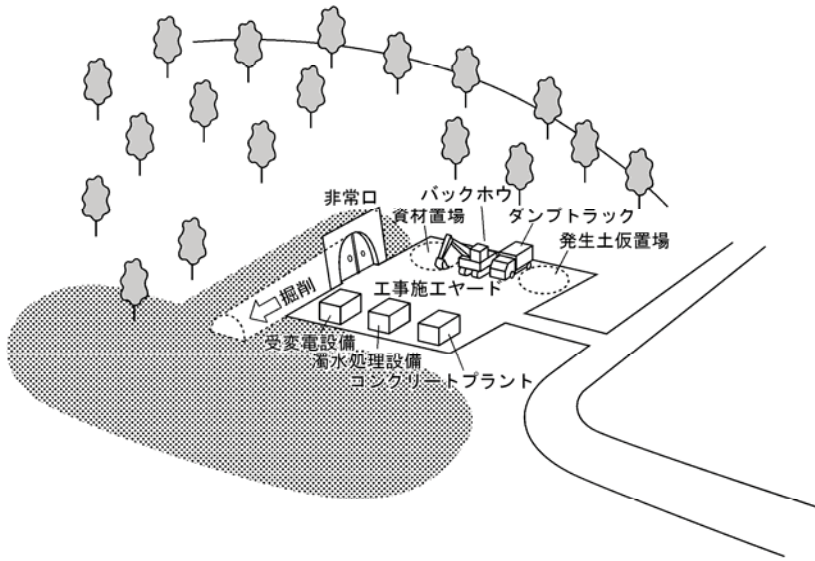 非常口
バックホウ
資材置場
ダンプトラック
発生土仮置場
工事施工ヤード
掘削
受変電設備
濁水処理設備
コンクリートプラント